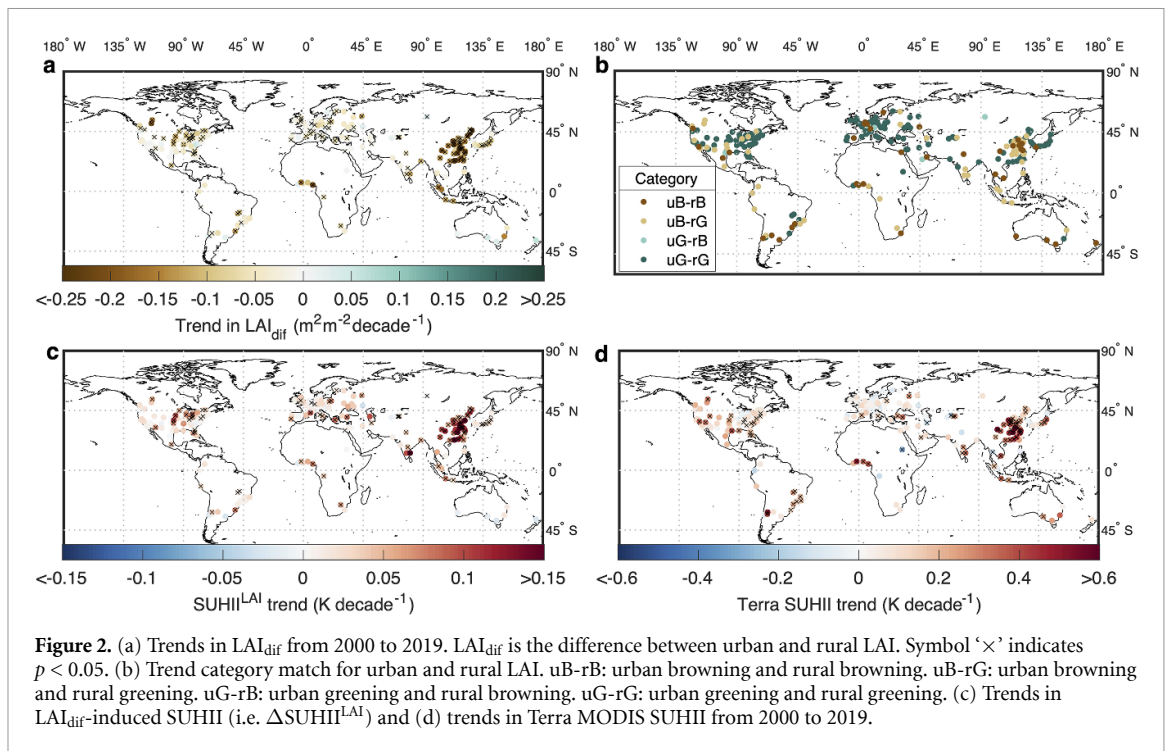 180° W 135° W 90° W 45° W 0° 45° E 90° E 135° E 180° E
180° W 135° W 90° W 45° W 0° 45° E 90° E 135° E 180° E
a
90° N
45° N
0°
45° S
<-0.25 -0.2 -0.15 -0.1 -0.05 0 0.05 0.1 0.15 0.2 >0.25
Trend in LAIdif (m²m⁻²decade⁻¹)
b
90° N
45° N
0°
45° S
Category
uB-rB
uB-rG
uG-rB
uG-rG
c
90° N
45° N
0°
45° S
<-0.15 -0.1 -0.05 0 0.05 0.1 >0.15
SUHIIᴸᴬᴵ trend (K decade⁻¹)
d
90° N
45° N
0°
45° S
<-0.6 -0.4 -0.2 0 0.2 0.4 >0.6
Terra SUHII trend (K decade⁻¹)
Figure 2. (a) Trends in LAIdif from 2000 to 2019. LAIdif is the difference between urban and rural LAI. Symbol ‘×’ indicates
p < 0.05. (b) Trend category match for urban and rural LAI. uB-rB: urban browning and rural browning. uB-rG: urban browning
and rural greening. uG-rB: urban greening and rural browning. uG-rG: urban greening and rural greening. (c) Trends in
LAIdif-induced SUHII (i.e. ΔSUHIIᴸᴬᴵ) and (d) trends in Terra MODIS SUHII from 2000 to 2019.